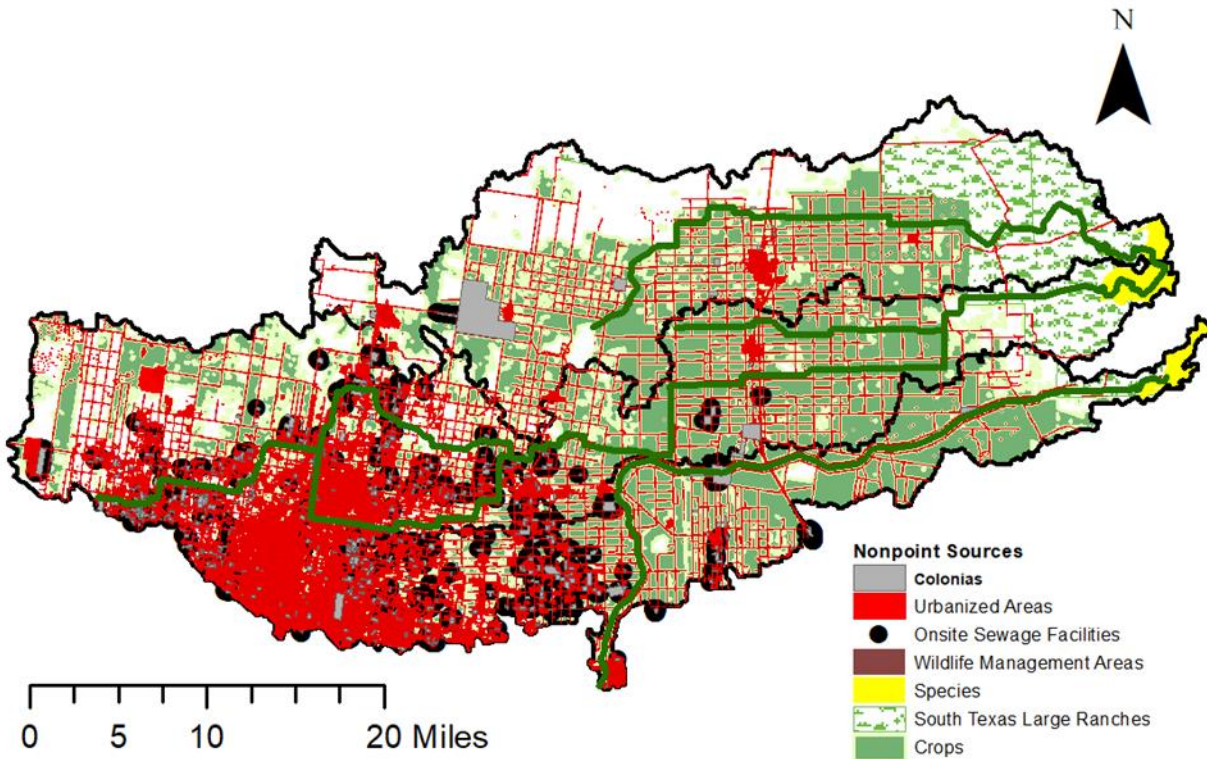 N
Nonpoint Sources
Colonias
Urbanized Areas
Onsite Sewage Facilities
Wildlife Management Areas
Species
South Texas Large Ranches
Crops
0 5 10 20 Miles